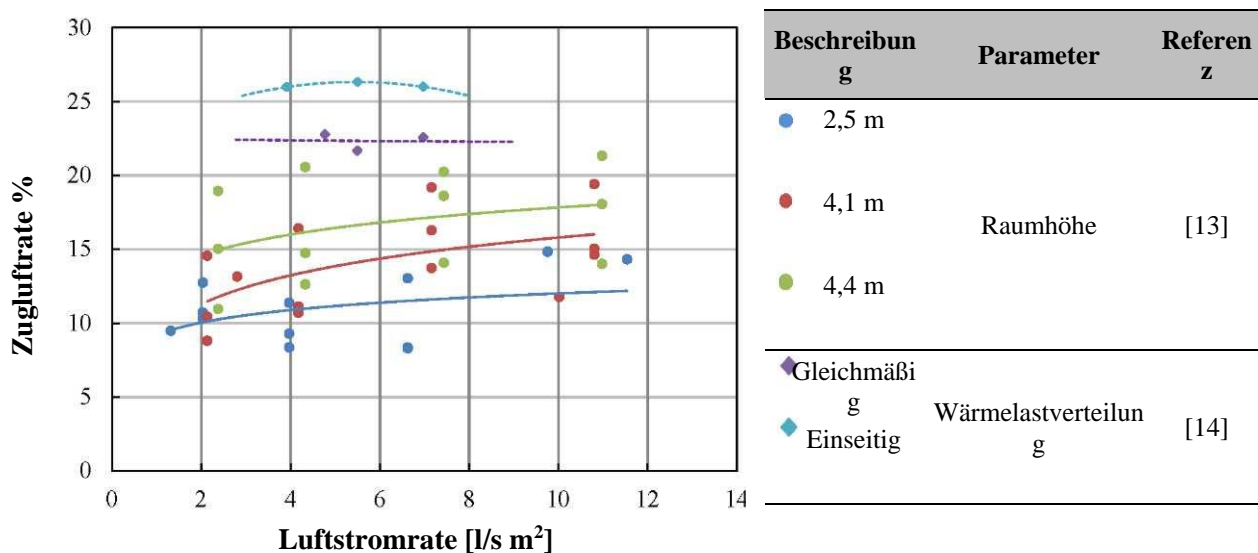 30
25
20
15
10
5
0
0 2 4 6 8 10 12 14
Zugluftrate %
Luftstromrate [l/s m²]
Beschreibun
g
Parameter
Referen
z
2,5 m
4,1 m
4,4 m
Raumhöhe
[13]
Gleichmäßi
g
Einseitig
Wärmelastverteilun
g
[14]